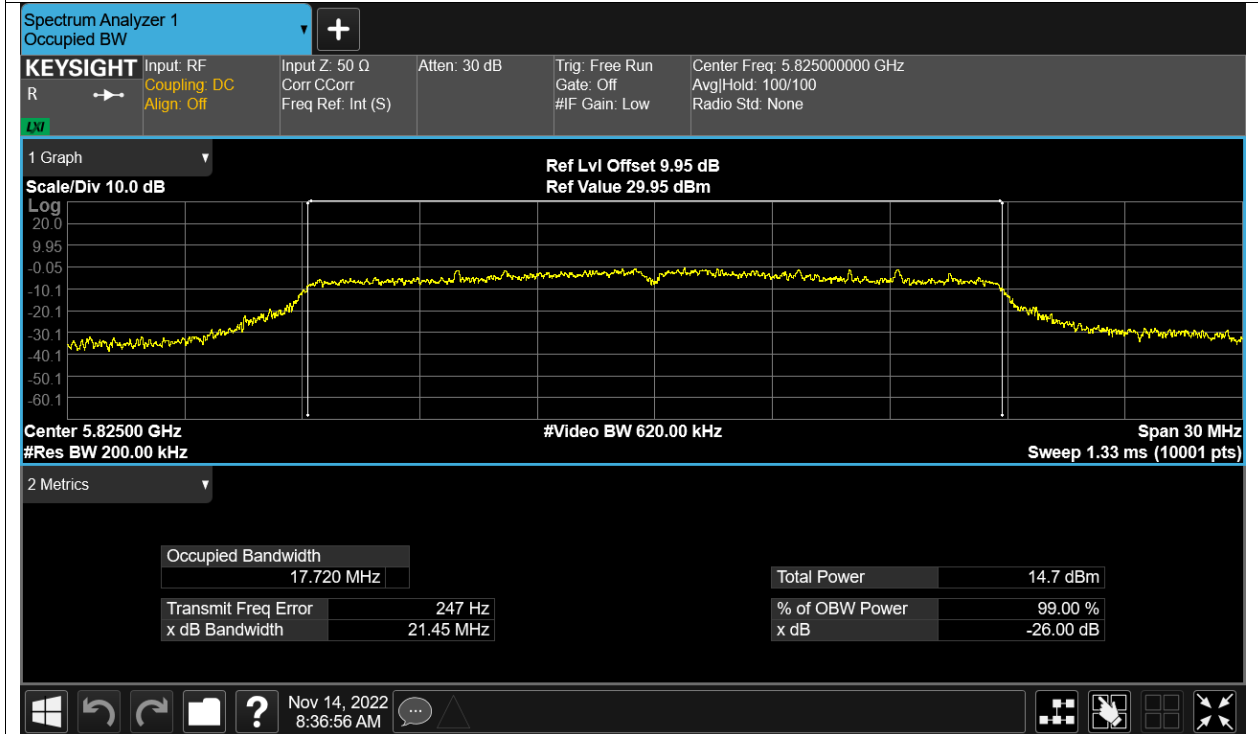 Spectrum Analyzer 1
Occupied BW
KEYSIGHT
R
LXI
Input: RF
Coupling: DC
Align: Off
Input Z: 50 Ω
Corr CCorr
Freq Ref: Int (S)
Atten: 30 dB
Trig: Free Run
Gate: Off
#IF Gain: Low
Center Freq: 5.825000000 GHz
Avg|Hold: 100/100
Radio Std: None
1 Graph
Ref Lvl Offset 9.95 dB
Scale/Div 10.0 dB
Ref Value 29.95 dBm
Log
20.0
9.95
-0.05
-10.1
-20.1
-30.1
-40.1
-50.1
-60.1
Center 5.82500 GHz
#Video BW 620.00 kHz
Span 30 MHz
#Res BW 200.00 kHz
Sweep 1.33 ms (10001 pts)
2 Metrics
Occupied Bandwidth
17.720 MHz
Total Power 14.7 dBm
Transmit Freq Error 247 Hz
% of OBW Power 99.00 %
x dB Bandwidth 21.45 MHz
x dB -26.00 dB
?
Nov 14, 2022
8:36:56 AM